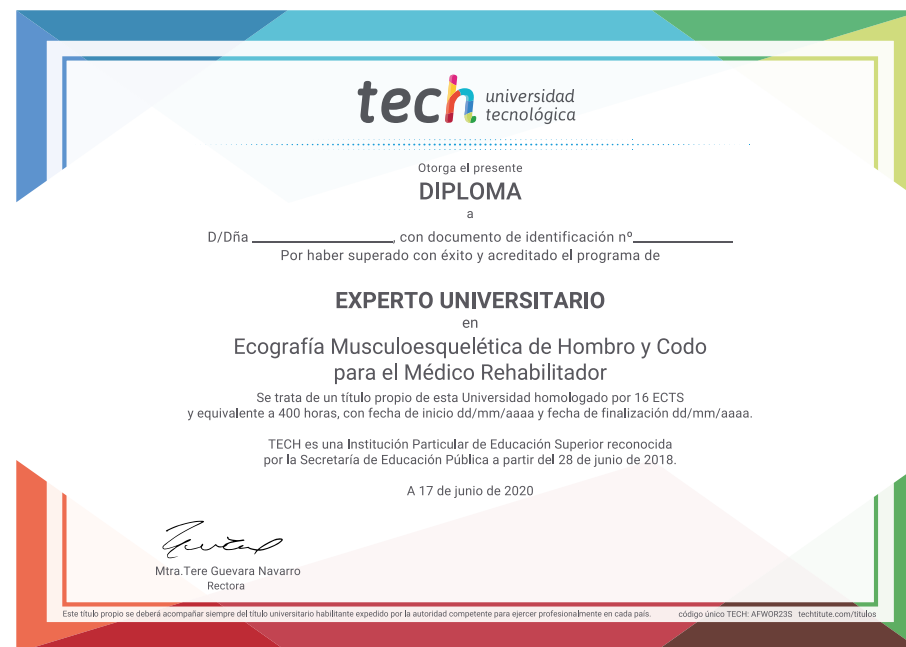 tech universidad
tecnológica
Otorga el presente
DIPLOMA
a
D/Dña ____________________, con documento de identificación nº______________
Por haber superado con éxito y acreditado el programa de
EXPERTO UNIVERSITARIO
en
Ecografía Musculoesquelética de Hombro y Codo
para el Médico Rehabilitador
Se trata de un título propio de esta Universidad homologado por 16 ECTS
y equivalente a 400 horas, con fecha de inicio dd/mm/aaaa y fecha de finalización dd/mm/aaaa.
TECH es una Institución Particular de Educación Superior reconocida
por la Secretaría de Educación Pública a partir del 28 de junio de 2018.
A 17 de junio de 2020
Mtra.Tere Guevara Navarro
Rectora
Este título propio se deberá acompañar siempre del título universitario habilitante expedido por la autoridad competente para ejercer profesionalmente en cada país. código único TECH: AFWOR23S techtitute.com/titulos